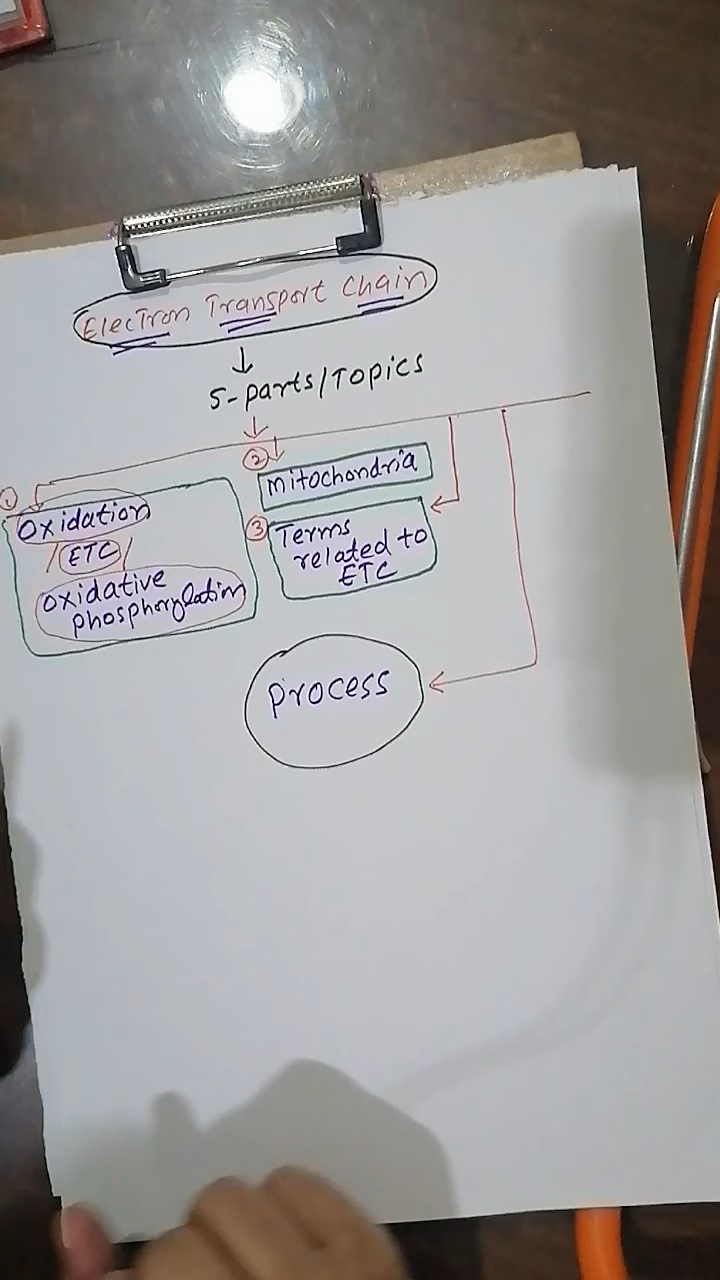 Electron Transport Chain
5-parts/Topics
①
Oxidation
/ETC/
Oxidative
phosphorylation
②
Mitochondria
③
Terms
related to
ETC
Process